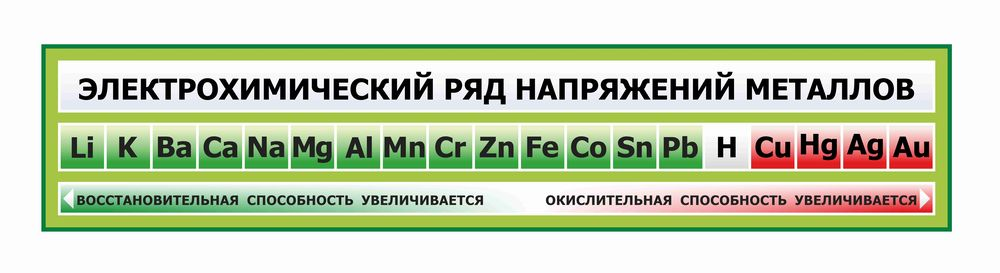 ЭЛЕКТРОХИМИЧЕСКИЙ РЯД НАПРЯЖЕНИЙ МЕТАЛЛОВ
Li K Ba Ca Na Mg Al Mn Cr Zn Fe Co Sn Pb H Cu Hg Ag Au
ВОССТАНОВИТЕЛЬНАЯ СПОСОБНОСТЬ УВЕЛИЧИВАЕТСЯ ОКИСЛИТЕЛЬНАЯ СПОСОБНОСТЬ УВЕЛИЧИВАЕТСЯ